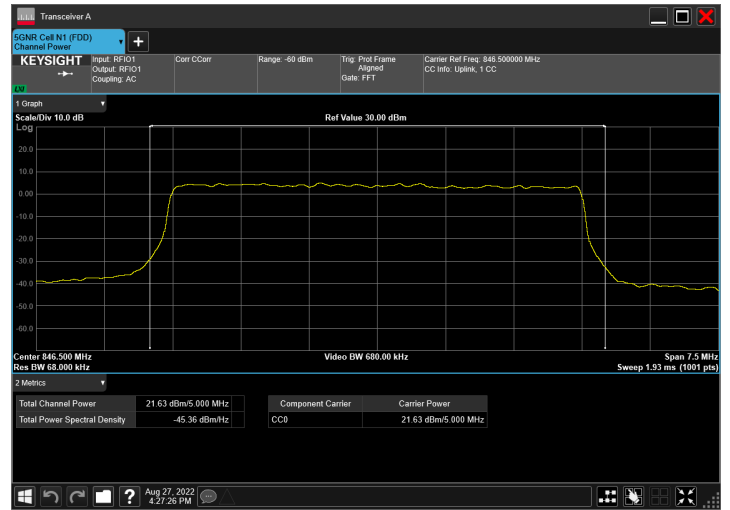 Transceiver A
5GNR Cell N1 (FDD)
Channel Power
KEYSIGHT
LXI
Input: RFIO1
Output: RFIO1
Coupling: AC
Corr CCorr
Range: -60 dBm
Trig: Prot Frame
Aligned
Gate: FFT
Carrier Ref Freq: 846.500000 MHz
CC Info: Uplink, 1 CC
1 Graph
Scale/Div 10.0 dB
Ref Value 30.00 dBm
Log
20.0
10.0
0.00
-10.0
-20.0
-30.0
-40.0
-50.0
-60.0
Center 846.500 MHz
Video BW 680.00 kHz
Span 7.5 MHz
Res BW 68.000 kHz
Sweep 1.93 ms (1001 pts)
2 Metrics
Total Channel Power 21.63 dBm/5.000 MHz
Total Power Spectral Density -45.36 dBm/Hz
Component Carrier Carrier Power
CC0 21.63 dBm/5.000 MHz
?
Aug 27, 2022
4:27:26 PM